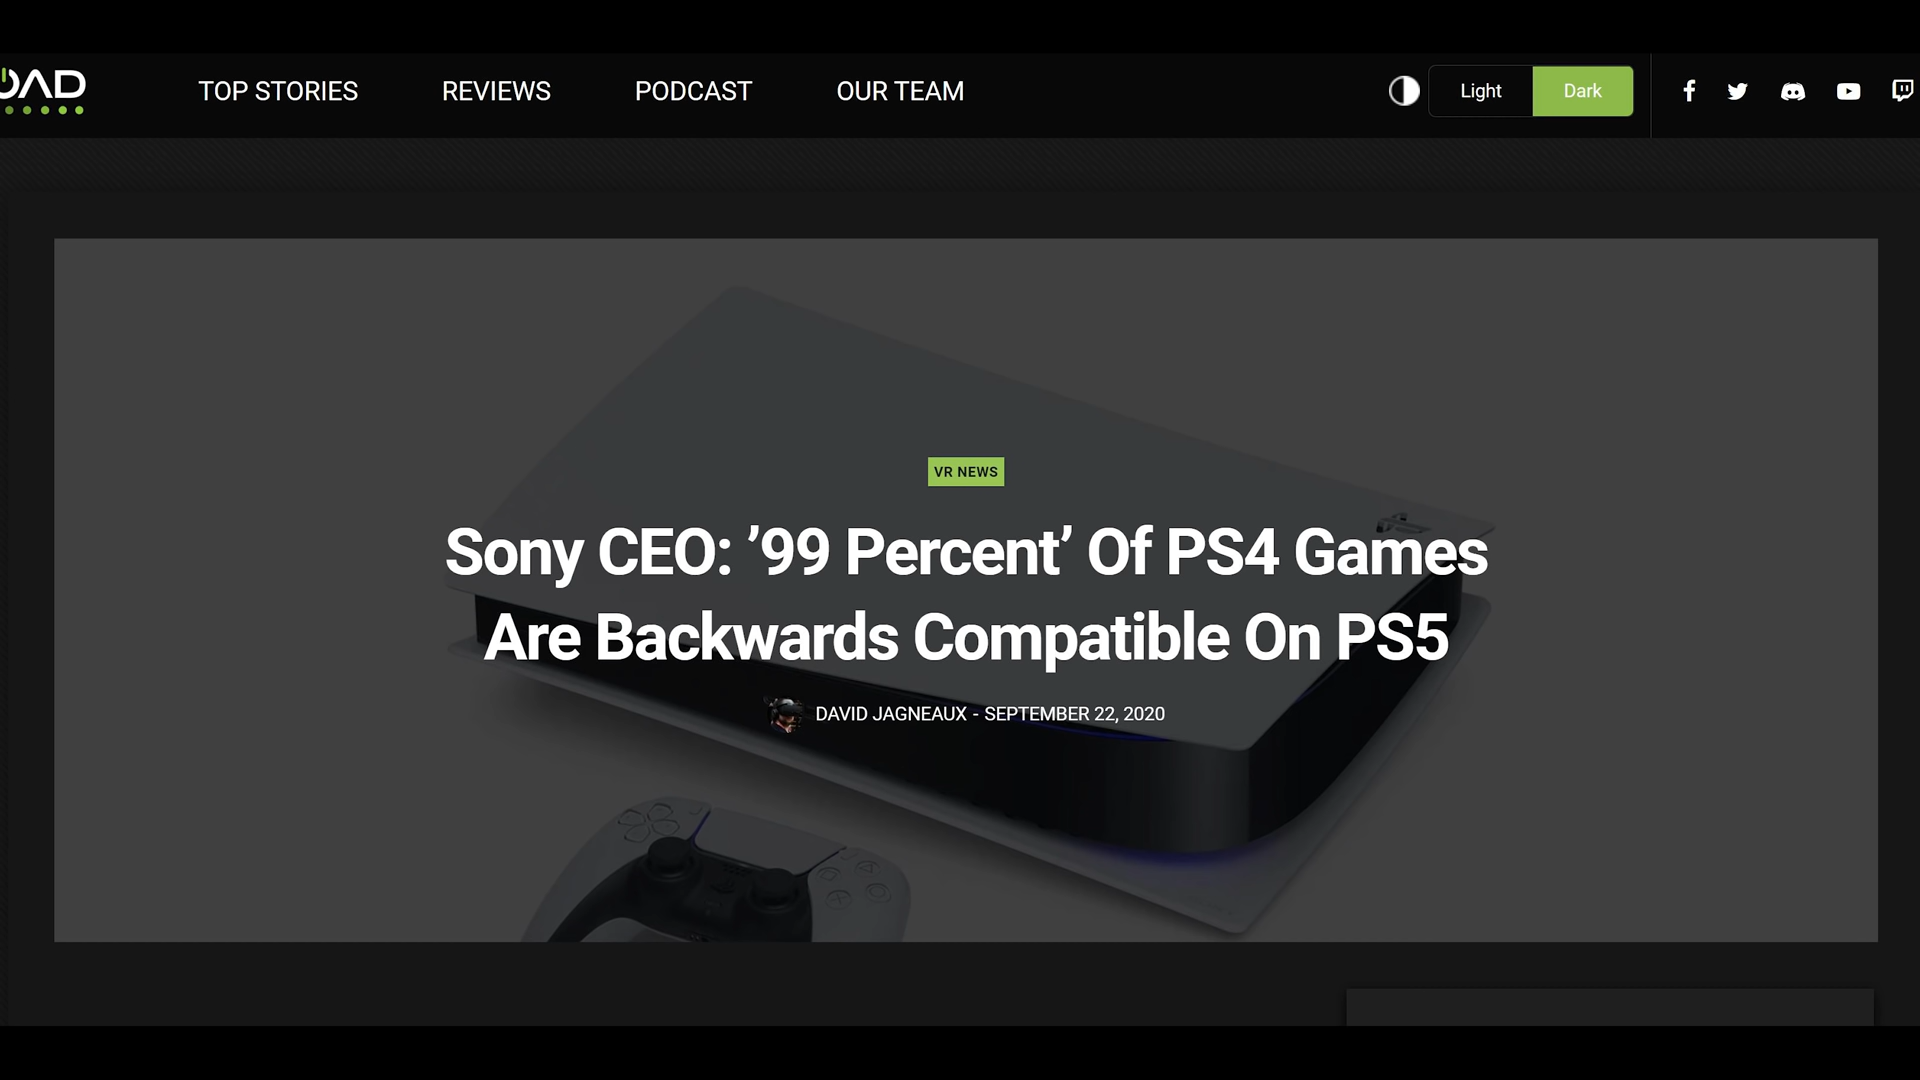 OAD
TOP STORIES
REVIEWS
PODCAST
OUR TEAM
Light
Dark
VR NEWS
Sony CEO: ’99 Percent’ Of PS4 Games
Are Backwards Compatible On PS5
DAVID JAGNEAUX - SEPTEMBER 22, 2020